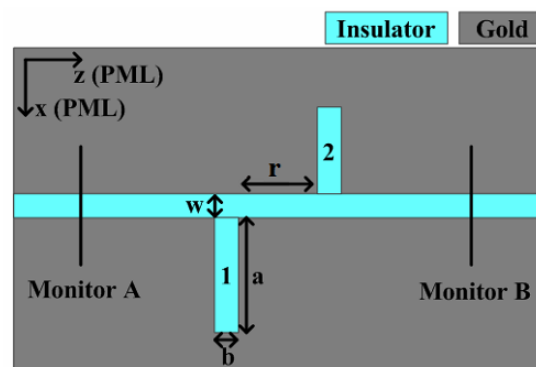 Insulator Gold
z (PML)
x (PML)
2
r
w
Monitor A
1
a
Monitor B
b